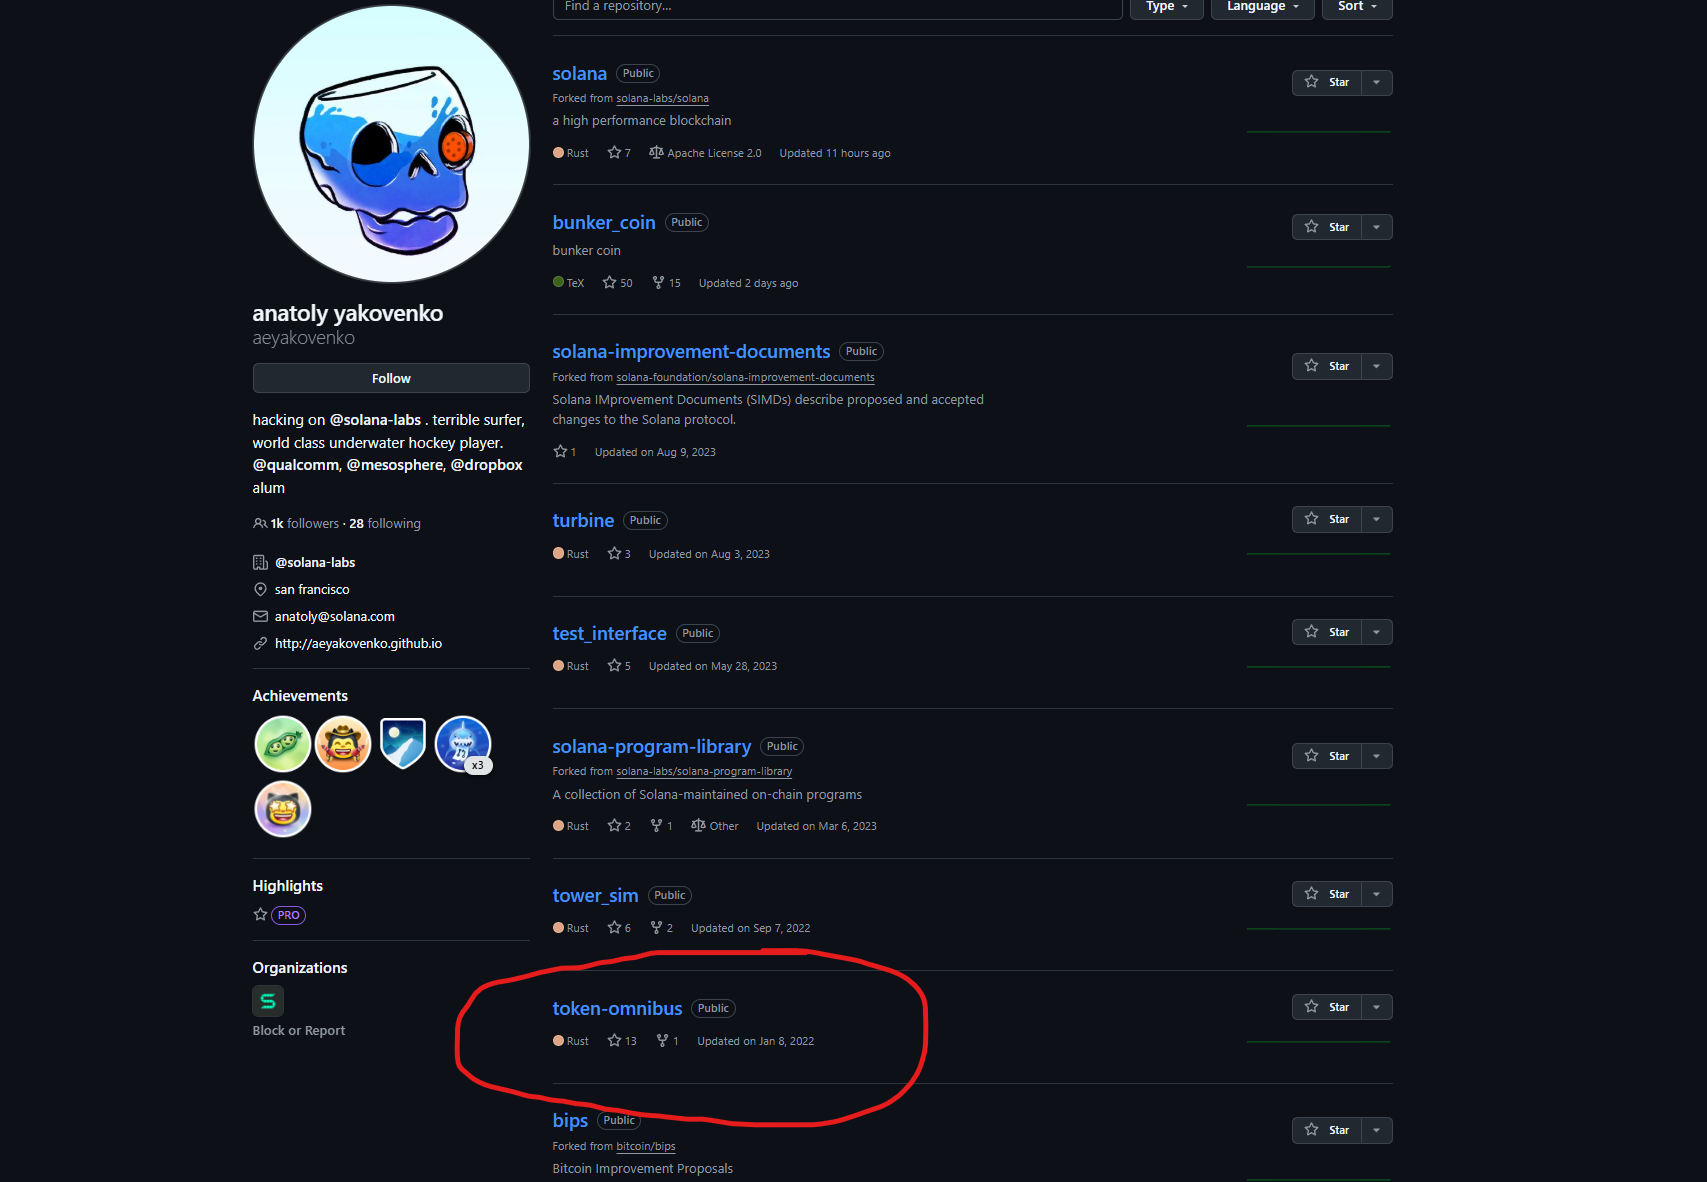 Find a repository...
Type
Language
Sort
anatoly yakovenko
aeyakovenko
Follow
hacking on @solana-labs . terrible surfer,
world class underwater hockey player.
@qualcomm, @mesosphere, @dropbox
alum
1k followers · 28 following
@solana-labs
san francisco
anatoly@solana.com
http://aeyakovenko.github.io
Achievements
x3
Highlights
PRO
Organizations
Block or Report
solana Public
Star
Forked from solana-labs/solana
a high performance blockchain
Rust 7 Apache License 2.0 Updated 11 hours ago
bunker_coin Public
Star
bunker coin
TeX 50 15 Updated 2 days ago
solana-improvement-documents Public
Star
Forked from solana-foundation/solana-improvement-documents
Solana IMprovement Documents (SIMDs) describe proposed and accepted
changes to the Solana protocol.
1 Updated on Aug 9, 2023
turbine Public
Star
Rust 3 Updated on Aug 3, 2023
test_interface Public
Star
Rust 5 Updated on May 28, 2023
solana-program-library Public
Star
Forked from solana-labs/solana-program-library
A collection of Solana-maintained on-chain programs
Rust 2 1 Other Updated on Mar 6, 2023
tower_sim Public
Star
Rust 6 2 Updated on Sep 7, 2022
token-omnibus Public
Star
Rust 13 1 Updated on Jan 8, 2022
bips Public
Star
Forked from bitcoin/bips
Bitcoin Improvement Proposals